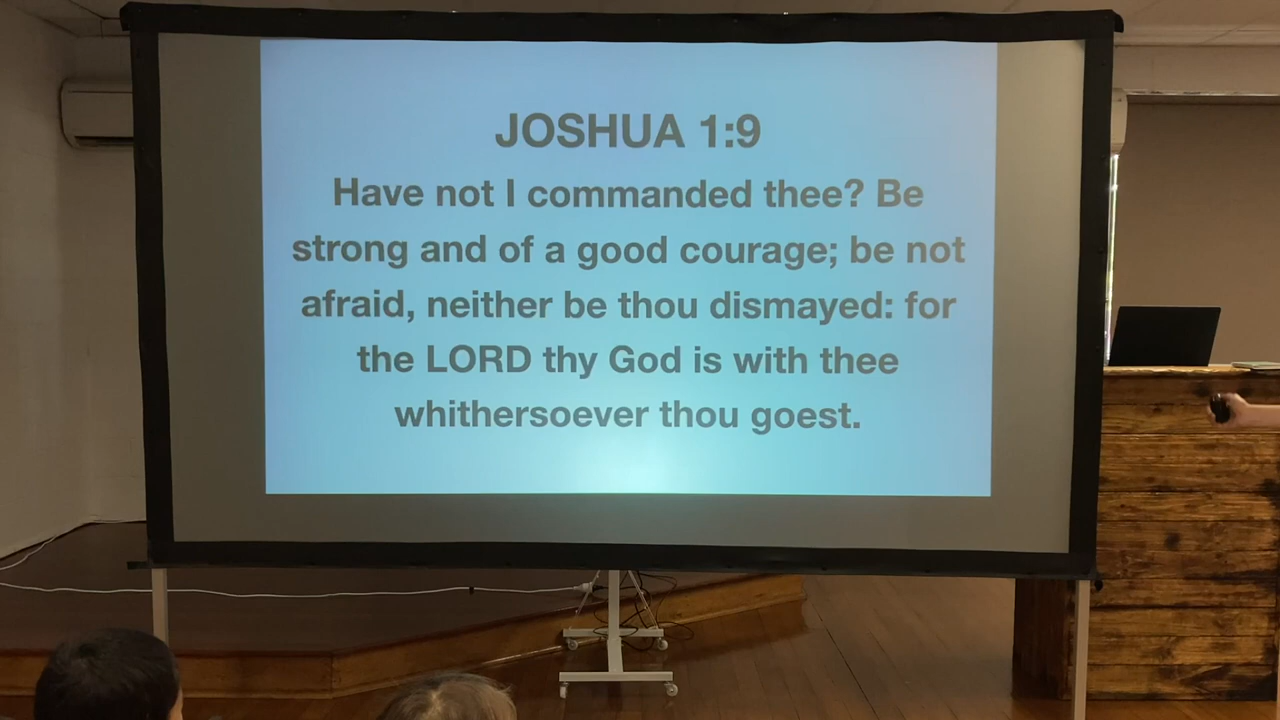 JOSHUA 1:9
Have not I commanded thee? Be
strong and of a good courage; be not
afraid, neither be thou dismayed: for
the LORD thy God is with thee
whithersoever thou goest.